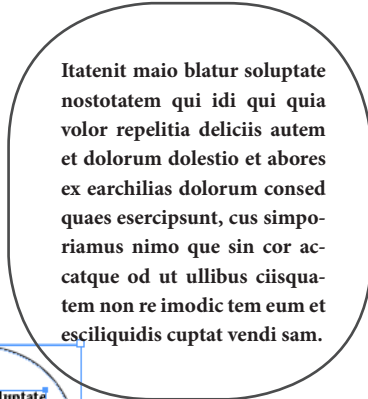 Itatenit maio blatur soluptate
nostotatem qui idi qui quia
volor repelitia deliciis autem
et dolorum dolestio et abores
ex earchilias dolorum consed
quaes esercipsunt, cus simpo-
riamus nimo que sin cor ac-
catque od ut ullibus ciisqua-
tem non re imodic tem eum et
esciliquidis cuptat vendi sam.